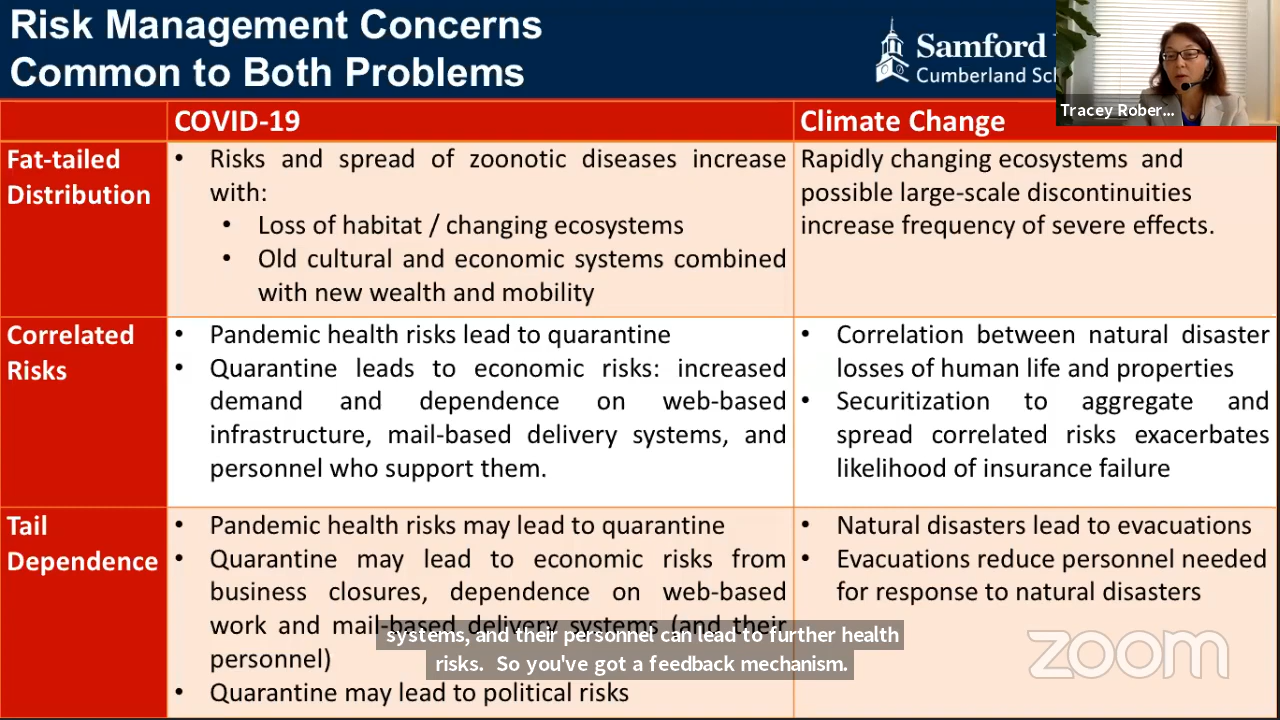 Risk Management Concerns
Common to Both Problems
Samford
Cumberland
Tracey Rober...
COVID-19
Climate Change
Fat-tailed
Distribution
• Risks and spread of zoonotic diseases increase
with:
• Loss of habitat / changing ecosystems
• Old cultural and economic systems combined
with new wealth and mobility
Rapidly changing ecosystems and
possible large-scale discontinuities
increase frequency of severe effects.
Correlated
Risks
• Pandemic health risks lead to quarantine
• Quarantine leads to economic risks: increased
demand and dependence on web-based
infrastructure, mail-based delivery systems, and
personnel who support them.
• Correlation between natural disaster
losses of human life and properties
• Securitization to aggregate and
spread correlated risks exacerbates
likelihood of insurance failure
Tail
Dependence
• Pandemic health risks may lead to quarantine
• Quarantine may lead to economic risks from
business closures, dependence on web-based
work and mail-based delivery systems (and their
personnel)
• Quarantine may lead to political risks
• Natural disasters lead to evacuations
• Evacuations reduce personnel needed
for response to natural disasters
systems, and their personnel can lead to further health
risks. So you've got a feedback mechanism.
zoom